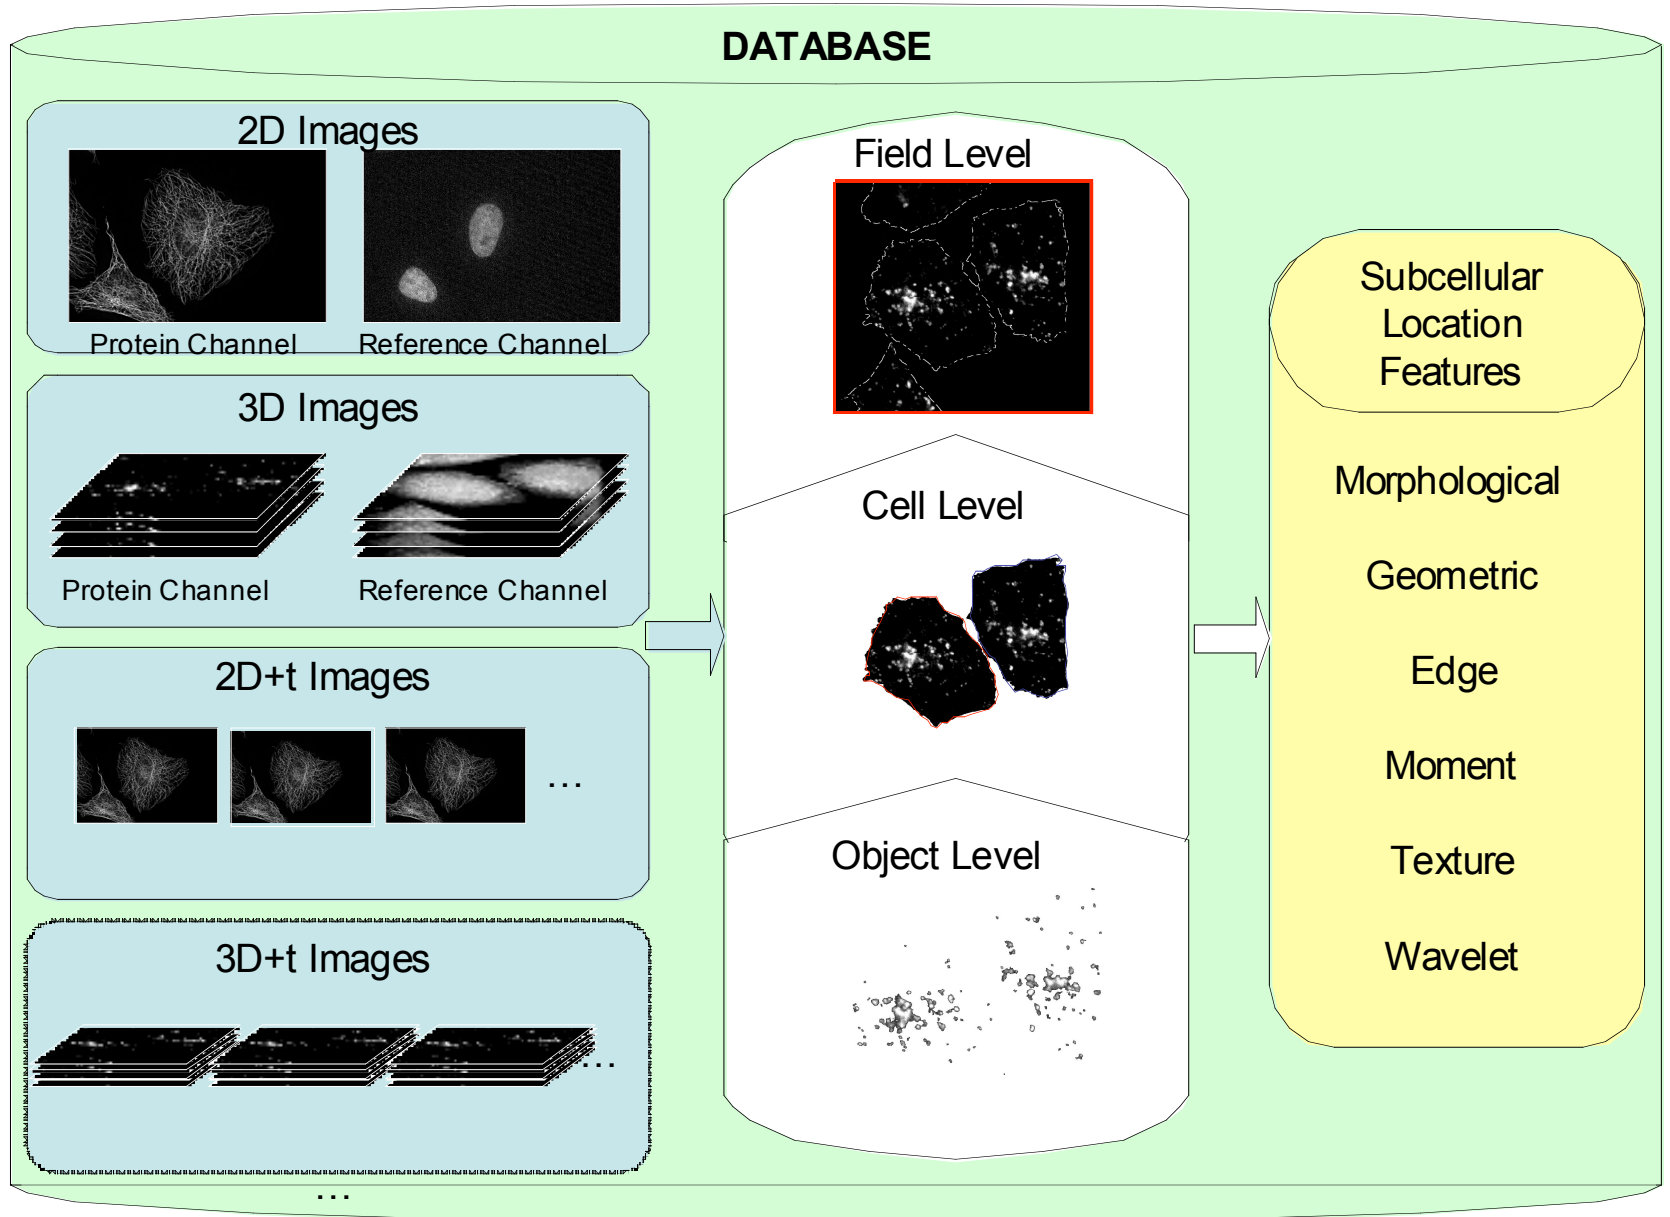 DATABASE
2D Images
Protein Channel
Reference Channel
3D Images
Protein Channel
Reference Channel
2D+t Images
...
3D+t Images
...
...
Field Level
Cell Level
Object Level
Subcellular
Location
Features
Morphological
Geometric
Edge
Moment
Texture
Wavelet